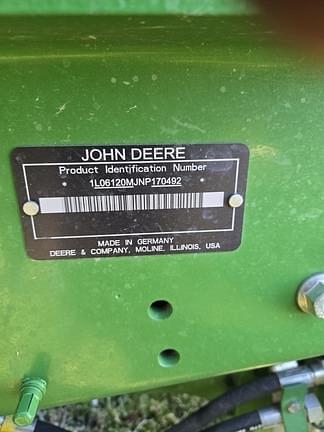 JOHN DEERE
Product Identification Number
1L06120MJNP170492
MADE IN GERMANY
DEERE & COMPANY, MOLINE, ILLINOIS, USA